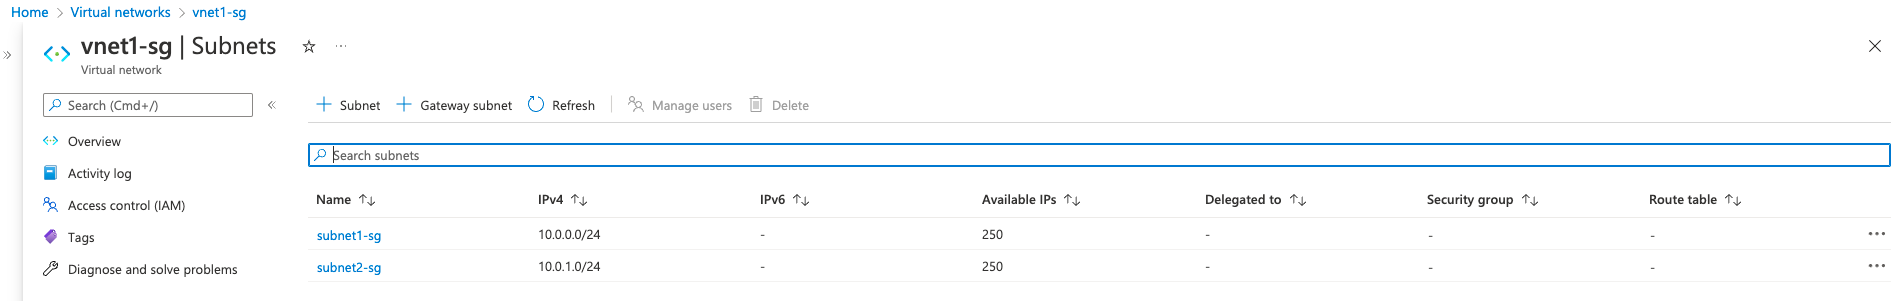 Home > Virtual networks > vnet1-sg
»
vnet1-sg | Subnets ☆ ···
Virtual network
Search (Cmd+/) «
Overview
Activity log
Access control (IAM)
Tags
Diagnose and solve problems
+ Subnet + Gateway subnet Refresh Manage users Delete
Search subnets
Name ↑↓ IPv4 ↑↓ IPv6 ↑↓ Available IPs ↑↓ Delegated to ↑↓ Security group ↑↓ Route table ↑↓
subnet1-sg 10.0.0.0/24 - 250 - - - ···
subnet2-sg 10.0.1.0/24 - 250 - - - ···